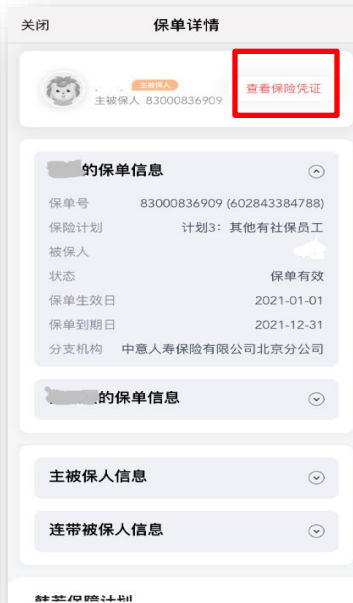 关闭
保单详情
主被保人
主被保人 83000836909
查看保险凭证
的保单信息
保单号 83000836909 (602843384788)
保险计划 计划3：其他有社保员工
被保人
状态 保单有效
保单生效日 2021-01-01
保单到期日 2021-12-31
分支机构 中意人寿保险有限公司北京分公司
的保单信息
主被保人信息
连带被保人信息
保障计划